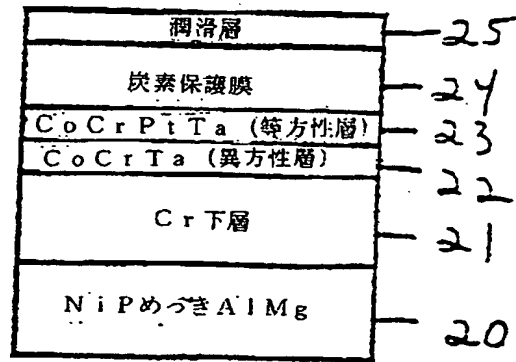 潤滑層 25
炭素保護膜 24
CoCrPtTa (等方性層) 23
CoCrTa (異方性層) 22
Cr下層 21
NiPめっきAlMg 20